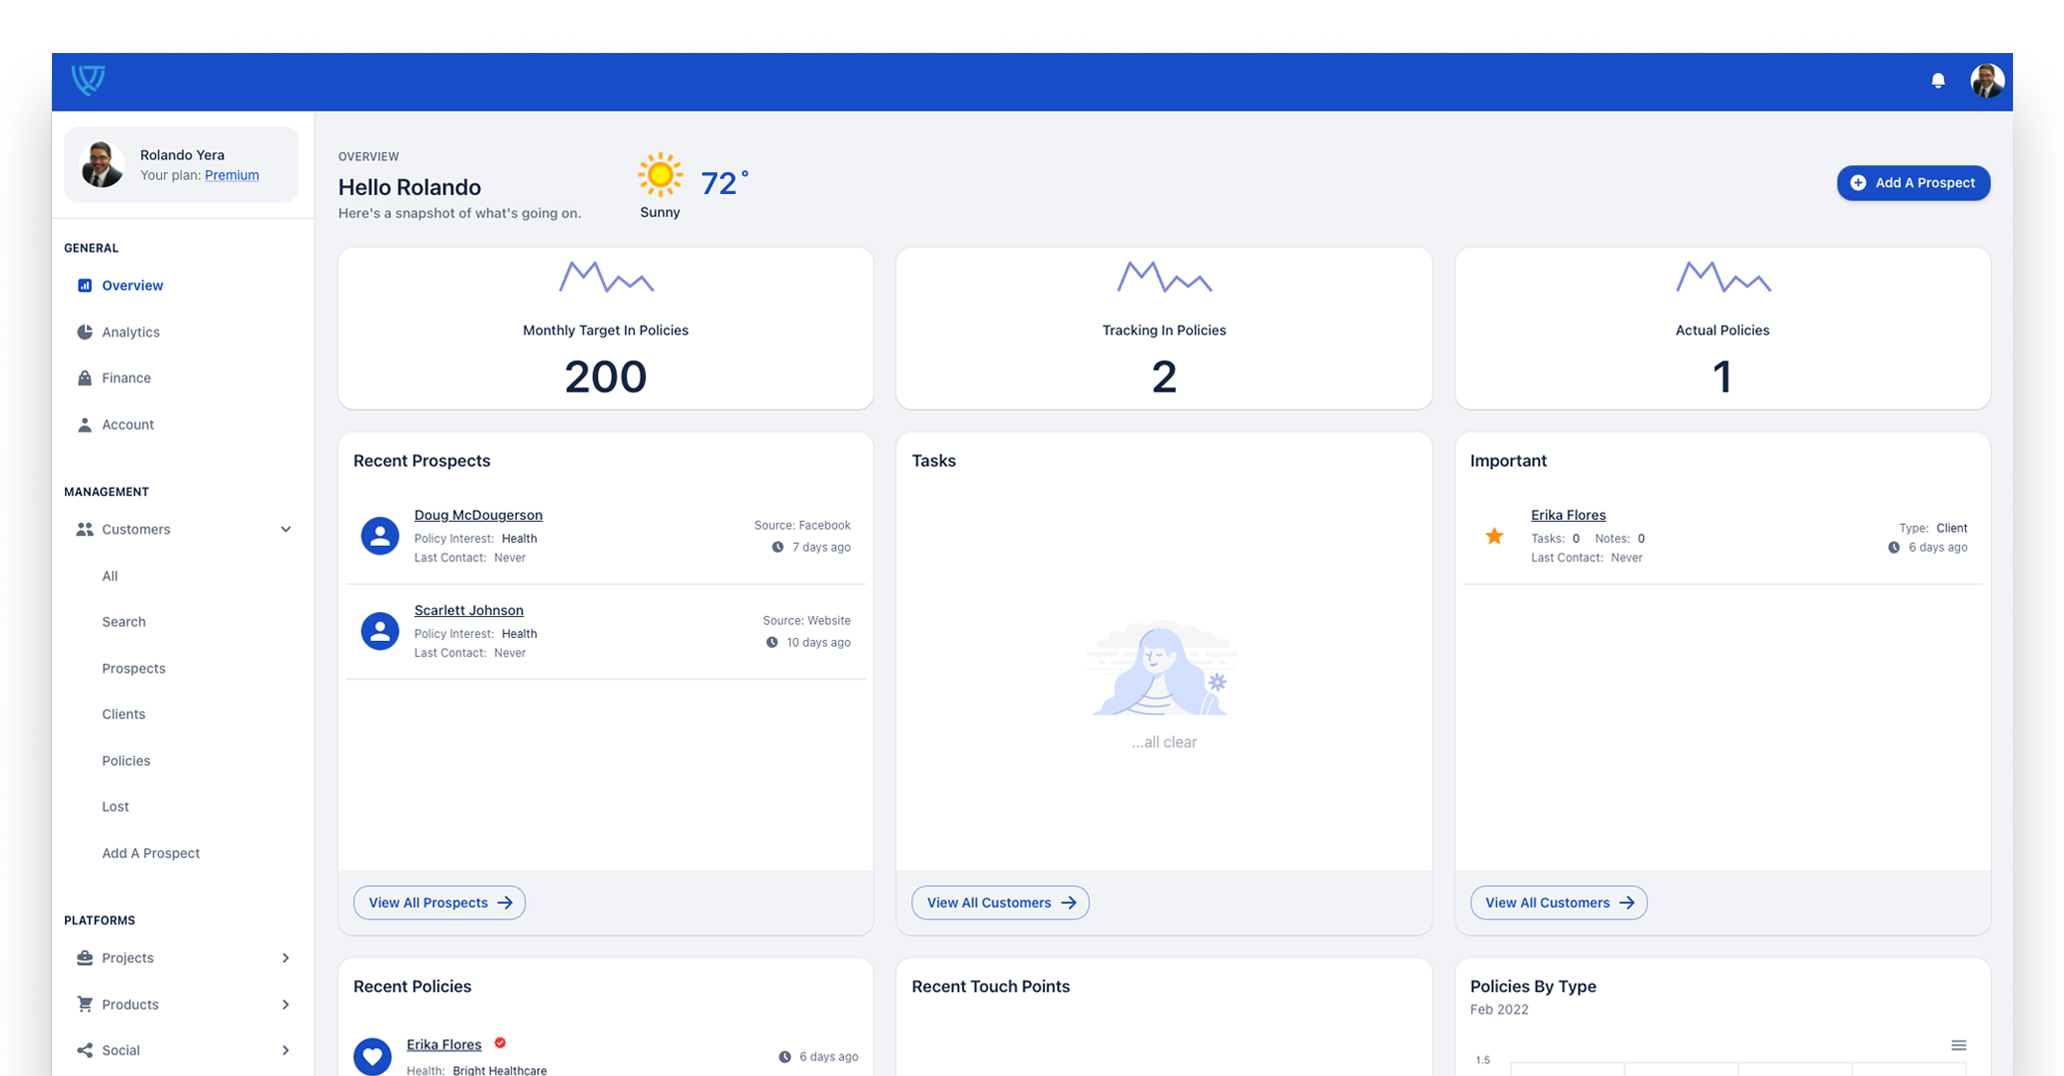 Rolando Yera
Your plan: Premium
GENERAL
Overview
Analytics
Finance
Account
MANAGEMENT
Customers
All
Search
Prospects
Clients
Policies
Lost
Add A Prospect
PLATFORMS
Projects
Products
Social
OVERVIEW
Hello Rolando
Here's a snapshot of what's going on.
Sunny
72°
Add A Prospect
Monthly Target In Policies
200
Tracking In Policies
2
Actual Policies
1
Recent Prospects
Doug McDougerson
Policy Interest: Health
Last Contact: Never
Source: Facebook
7 days ago
Scarlett Johnson
Policy Interest: Health
Last Contact: Never
Source: Website
10 days ago
View All Prospects
Tasks
...all clear
View All Customers
Important
Erika Flores
Tasks: 0 Notes: 0
Last Contact: Never
Type: Client
6 days ago
View All Customers
Recent Policies
Erika Flores
Health: Bright Healthcare
6 days ago
Recent Touch Points
Policies By Type
Feb 2022
1.5